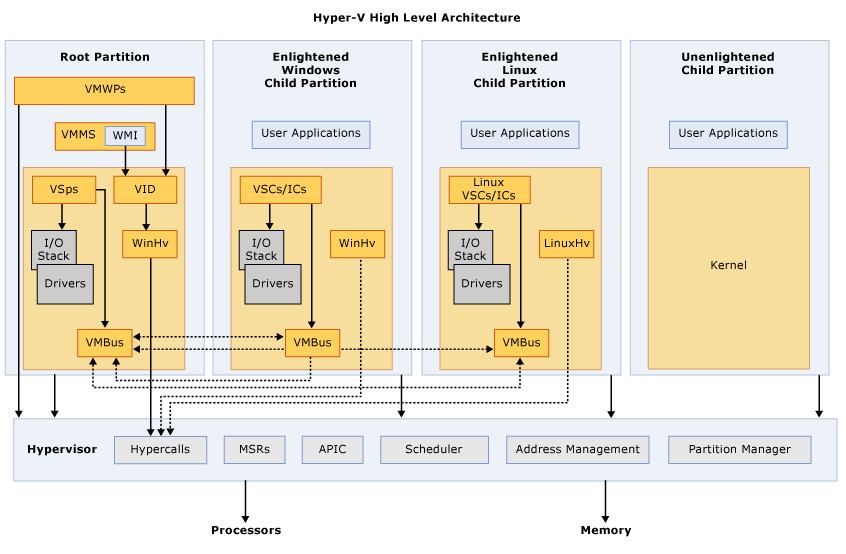 Hyper-V High Level Architecture
Root Partition
VMWPs
VMMS
WMI
VSps
VID
I/O
Stack
Drivers
WinHv
VMBus
Enlightened
Windows
Child Partition
User Applications
VSCs/ICs
I/O
Stack
Drivers
WinHv
VMBus
Enlightened
Linux
Child Partition
User Applications
Linux
VSCs/ICs
I/O
Stack
Drivers
LinuxHv
VMBus
Unenlightened
Child Partition
User Applications
Kernel
Hypervisor
Hypercalls
MSRs
APIC
Scheduler
Address Management
Partition Manager
Processors
Memory